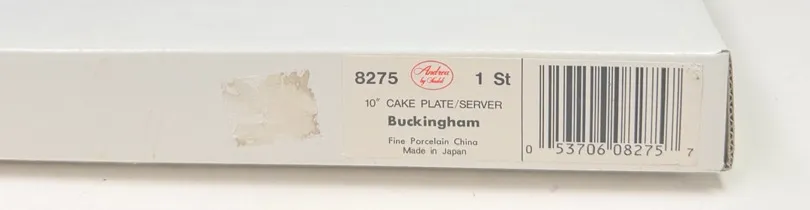 8275 Andrea by Sadek 1 St
10" CAKE PLATE/SERVER
Buckingham
Fine Porcelain China
Made in Japan
0 53706 08275 7